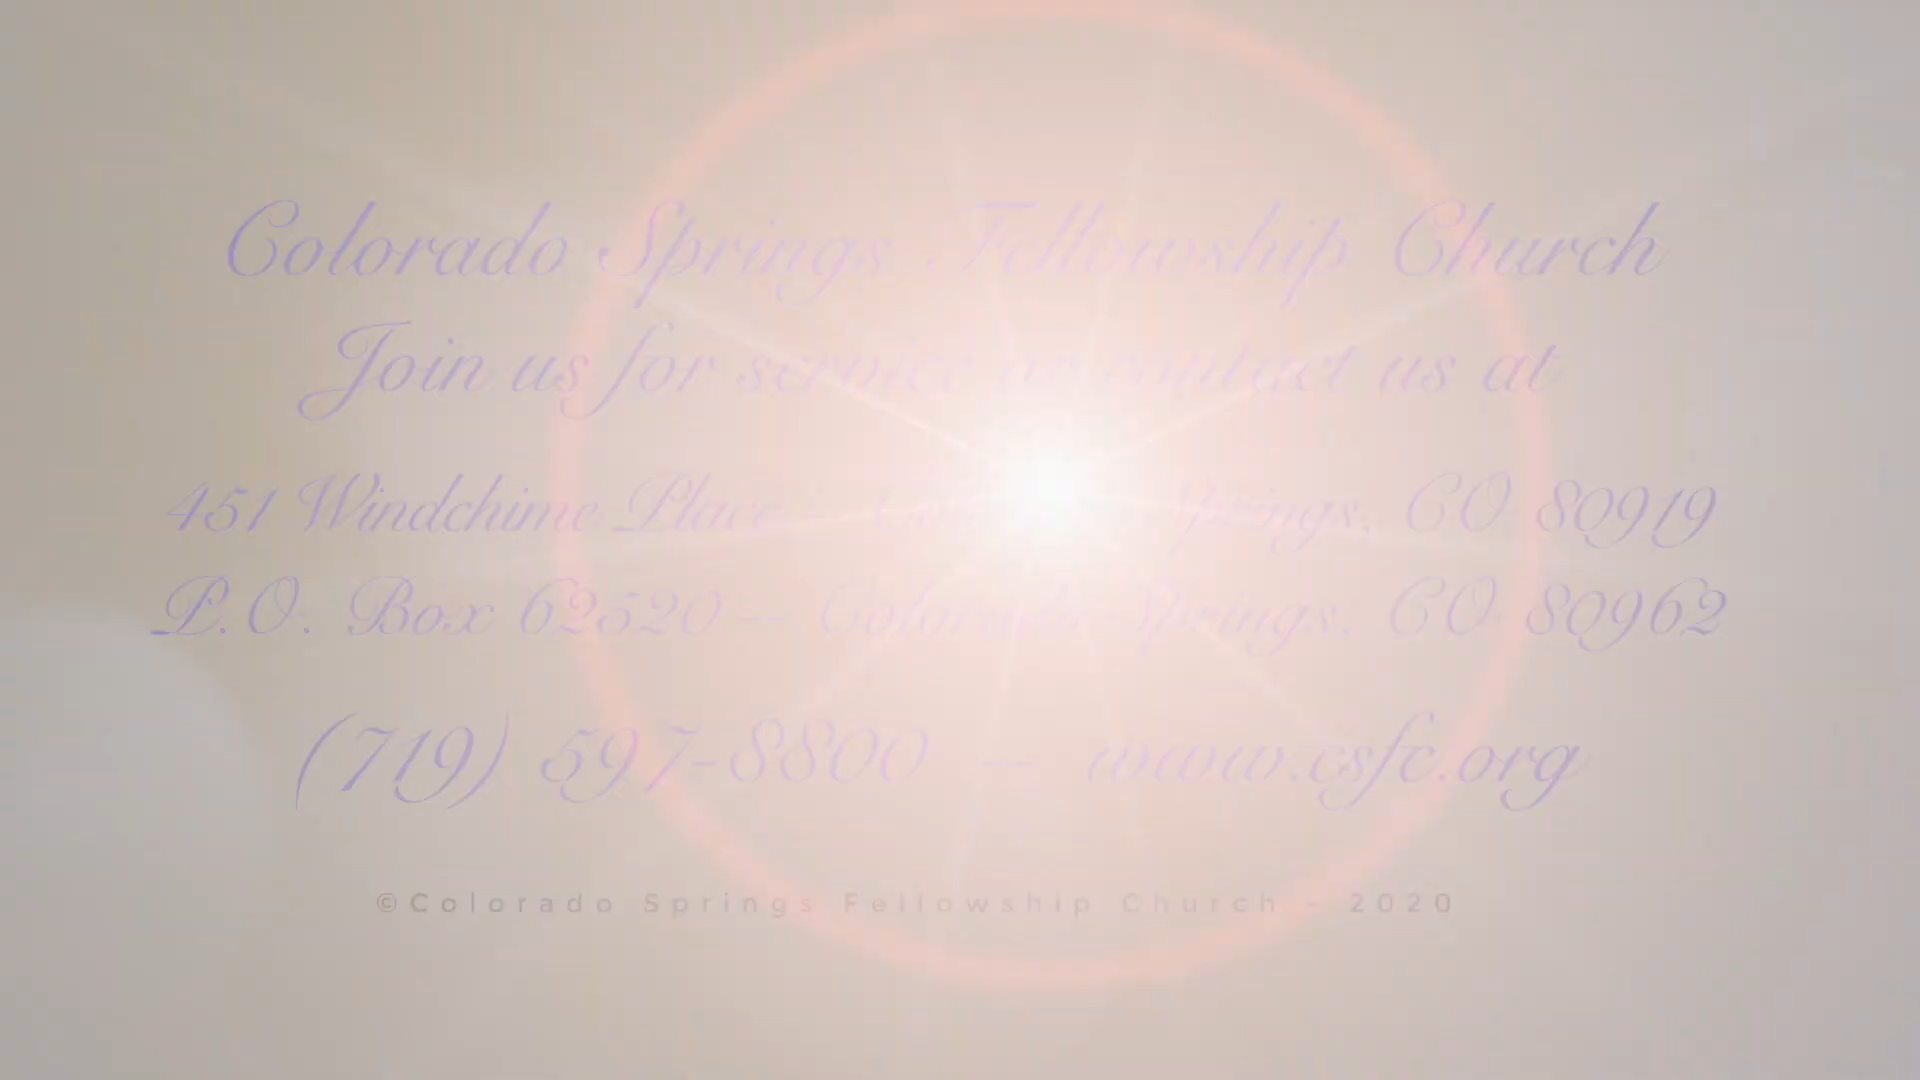 Colorado Springs Fellowship Church
Join us for service or contact us at
451 Windchime Place Springs, CO 80919
P.O. Box 62520 — Colorado Springs, CO 80962
(719) 597-8800 — www.csfc.org
©Colorado Springs Fellowship Church - 2020